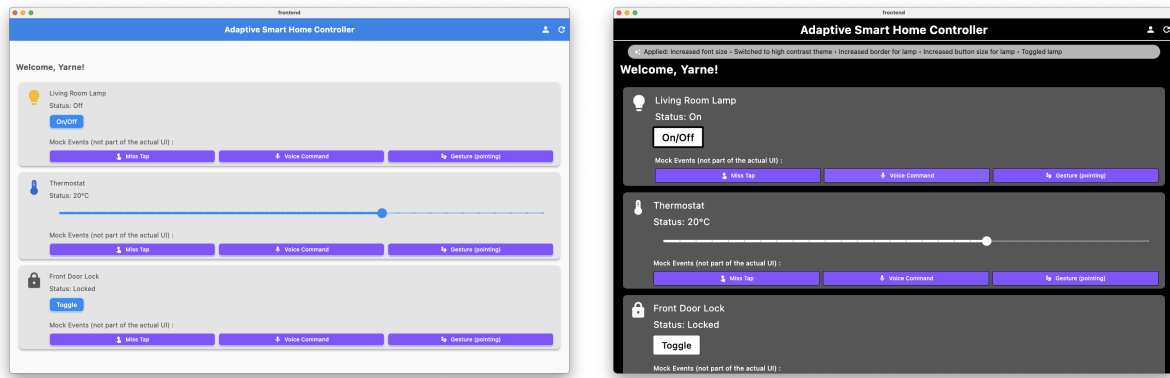 frontend
Adaptive Smart Home Controller
Welcome, Yarne!
Living Room Lamp
Status: Off
On/Off
Mock Events (not part of the actual UI) :
Miss Tap Voice Command Gesture (pointing)
Thermostat
Status: 20°C
Mock Events (not part of the actual UI) :
Miss Tap Voice Command Gesture (pointing)
Front Door Lock
Status: Locked
Toggle
Mock Events (not part of the actual UI) :
Miss Tap Voice Command Gesture (pointing)
frontend
Adaptive Smart Home Controller
Applied: Increased font size • Switched to high contrast theme • Increased border for lamp • Increased button size for lamp • Toggled lamp
Welcome, Yarne!
Living Room Lamp
Status: On
On/Off
Mock Events (not part of the actual UI) :
Miss Tap Voice Command Gesture (pointing)
Thermostat
Status: 20°C
Mock Events (not part of the actual UI) :
Miss Tap Voice Command Gesture (pointing)
Front Door Lock
Status: Locked
Toggle
Mock Events (not part of the actual UI) :